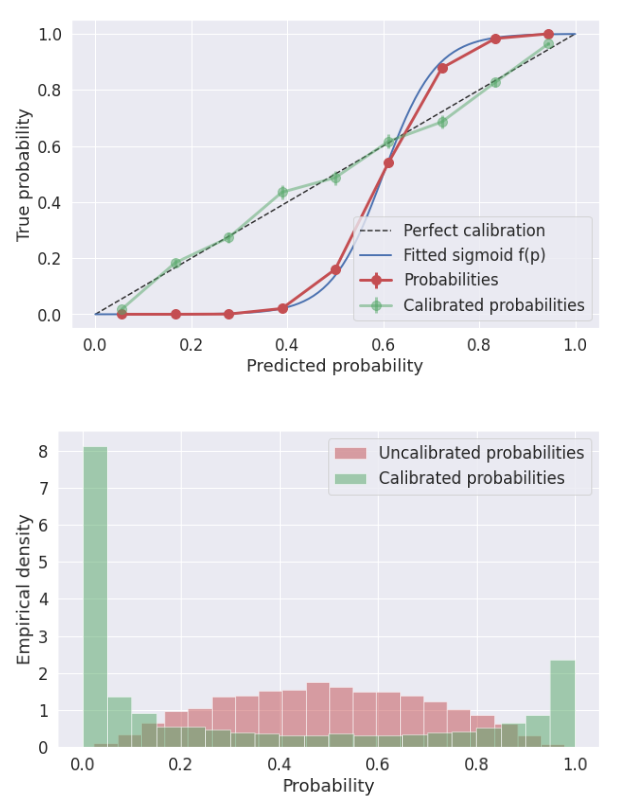 1.0
0.8
0.6
0.4
0.2
0.0
True probability
Perfect calibration
Fitted sigmoid f(p)
Probabilities
Calibrated probabilities
0.0 0.2 0.4 0.6 0.8 1.0
Predicted probability
8
7
6
5
4
3
2
1
0
Empirical density
Uncalibrated probabilities
Calibrated probabilities
0.0 0.2 0.4 0.6 0.8 1.0
Probability